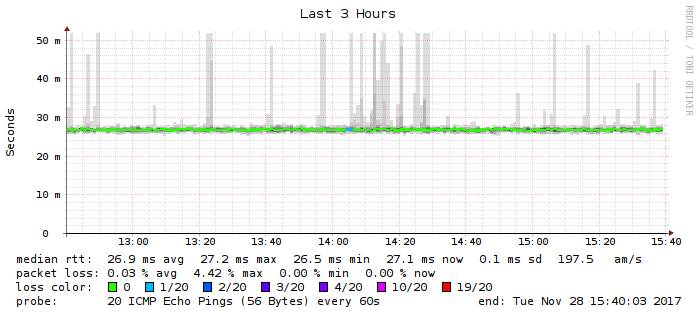 Last 3 Hours
RRDTOOL / TOBI OETIKER
Seconds
50 m
40 m
30 m
20 m
10 m
0
13:00 13:20 13:40 14:00 14:20 14:40 15:00 15:20 15:40
median rtt: 26.9 ms avg 27.2 ms max 26.5 ms min 27.1 ms now 0.1 ms sd 197.5 am/s
packet loss: 0.03 % avg 4.42 % max 0.00 % min 0.00 % now
loss color: 0 1/20 2/20 3/20 4/20 10/20 19/20
probe: 20 ICMP Echo Pings (56 Bytes) every 60s end: Tue Nov 28 15:40:03 2017